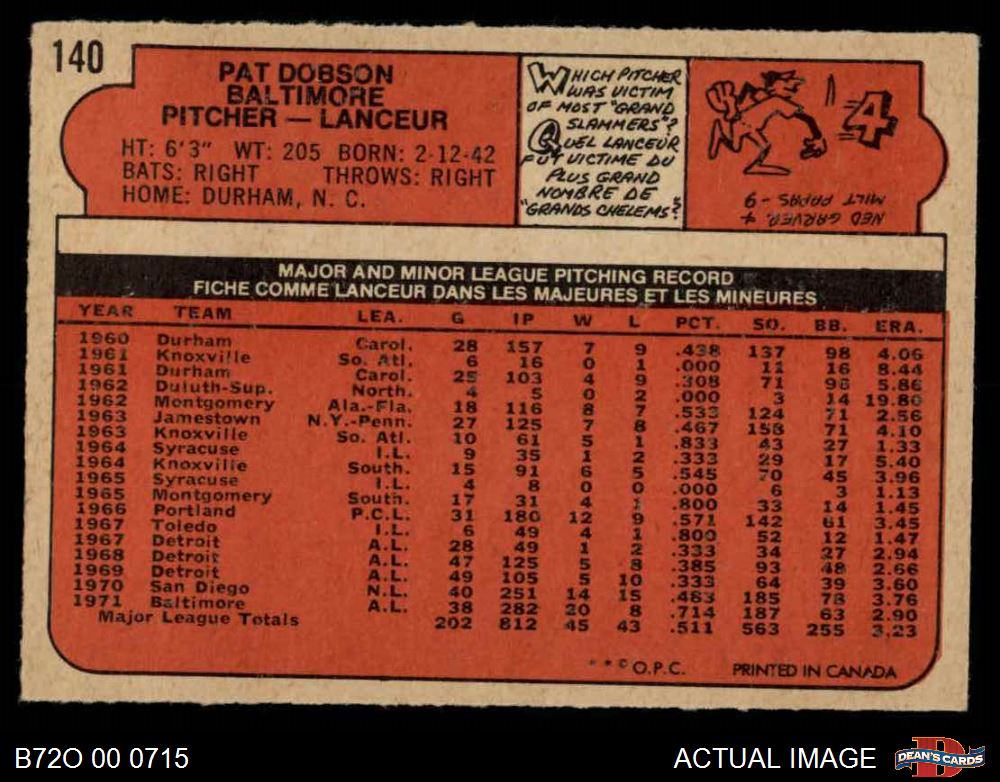 140
PAT DOBSON
BALTIMORE
PITCHER — LANCEUR
HT: 6'3" WT: 205 BORN: 2-12-42
BATS: RIGHT THROWS: RIGHT
HOME: DURHAM, N. C.
WHICH PITCHER
WAS VICTIM
OF MOST "GRAND
SLAMMERS"?
QUEL LANCEUR
FUT VICTIME DU
PLUS GRAND
NOMBRE DE
"GRANDS CHELEMS"?
4
NED GARVER,
MILT PAPAS - 9
MAJOR AND MINOR LEAGUE PITCHING RECORD
FICHE COMME LANCEUR DANS LES MAJEURES ET LES MINEURES
YEAR TEAM LEA. G IP W L PCT. SO. BB. ERA.
1960 Durham Carol. 28 157 7 9 .438 137 98 4.06
1961 Knoxville So. Atl. 6 16 0 1 .000 11 16 8.44
1961 Durham Carol. 25 103 4 9 .308 71 96 5.86
1962 Duluth-Sup. North. 4 5 0 2 .000 3 14 19.80
1962 Montgomery Ala.-Fla. 18 116 8 7 .533 124 71 2.56
1963 Jamestown N.Y.-Penn. 27 125 7 8 .467 158 71 4.10
1963 Knoxville So. Atl. 10 61 5 1 .833 43 27 1.33
1964 Syracuse I.L. 9 35 1 2 .333 29 17 5.40
1964 Knoxville South. 15 91 6 5 .545 70 45 3.96
1965 Syracuse I.L. 4 8 0 0 .000 6 3 1.13
1965 Montgomery South. 17 31 4 1 .800 33 14 1.45
1966 Portland P.C.L. 31 180 12 9 .571 142 61 3.45
1967 Toledo I.L. 6 49 4 1 .800 52 12 1.47
1967 Detroit A.L. 28 49 1 2 .333 34 27 2.94
1968 Detroit A.L. 47 125 5 8 .385 93 48 2.66
1969 Detroit A.L. 49 105 5 10 .333 64 39 3.60
1970 San Diego N.L. 40 251 14 15 .483 185 78 3.76
1971 Baltimore A.L. 38 282 20 8 .714 187 63 2.90
Major League Totals 202 812 45 43 .511 563 255 3.23
* * © O.P.C. PRINTED IN CANADA
B72O 00 0715
ACTUAL IMAGE
D
DEAN'S CARDS